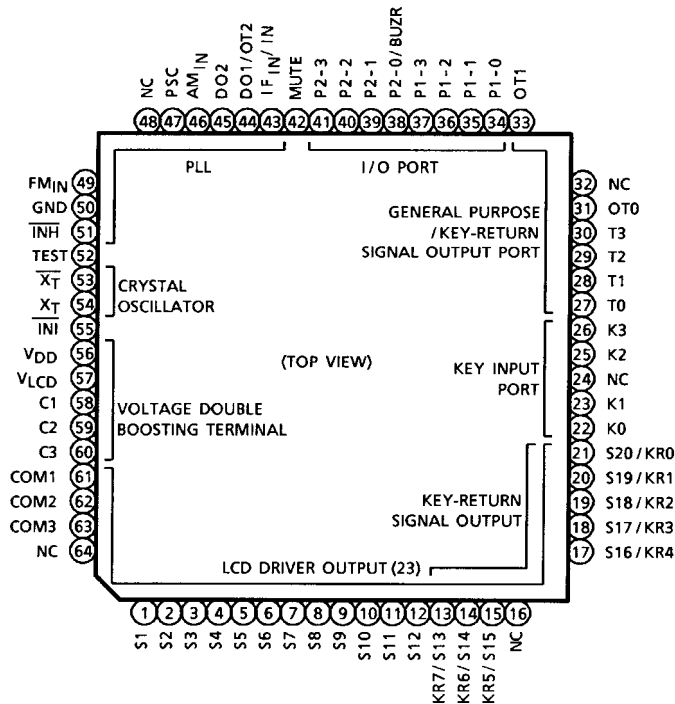 NC
PSC
AMIN
DO2
DO1/OT2
IFIN/IN
MUTE
P2-3
P2-2
P2-1
P2-0/BUZR
P1-3
P1-2
P1-1
P1-0
OT1
48 47 46 45 44 43 42 41 40 39 38 37 36 35 34 33
PLL
I/O PORT
FMIN 49
GND 50
INH 51
TEST 52
XT 53
XT 54
INI 55
VDD 56
VLCD 57
C1 58
C2 59
C3 60
COM1 61
COM2 62
COM3 63
NC 64
CRYSTAL
OSCILLATOR
VOLTAGE DOUBLE
BOOSTING TERMINAL
(TOP VIEW)
GENERAL PURPOSE
/KEY-RETURN
SIGNAL OUTPUT PORT
KEY INPUT
PORT
KEY-RETURN
SIGNAL OUTPUT
LCD DRIVER OUTPUT (23)
32 NC
31 OT0
30 T3
29 T2
28 T1
27 T0
26 K3
25 K2
24 NC
23 K1
22 K0
21 S20/KR0
20 S19/KR1
19 S18/KR2
18 S17/KR3
17 S16/KR4
1 2 3 4 5 6 7 8 9 10 11 12 13 14 15 16
S1
S2
S3
S4
S5
S6
S7
S8
S9
S10
S11
S12
KR7/S13
KR6/S14
KR5/S15
NC